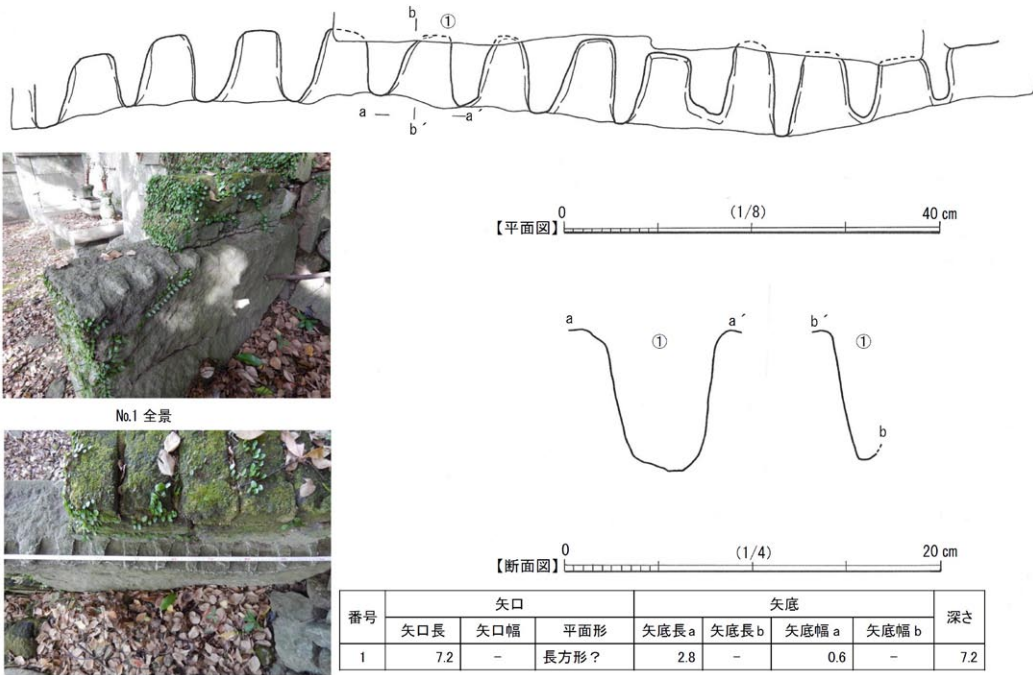 b
①
a
b´
a´
【平面図】 0 (1/8) 40 cm
a a´ b´
① ①
b
No.1 全景
【断面図】 0 (1/4) 20 cm
番号 矢口 矢底 深さ
矢口長 矢口幅 平面形 矢底長a 矢底長b 矢底幅a 矢底幅b
1 7.2 − 長方形？ 2.8 − 0.6 − 7.2